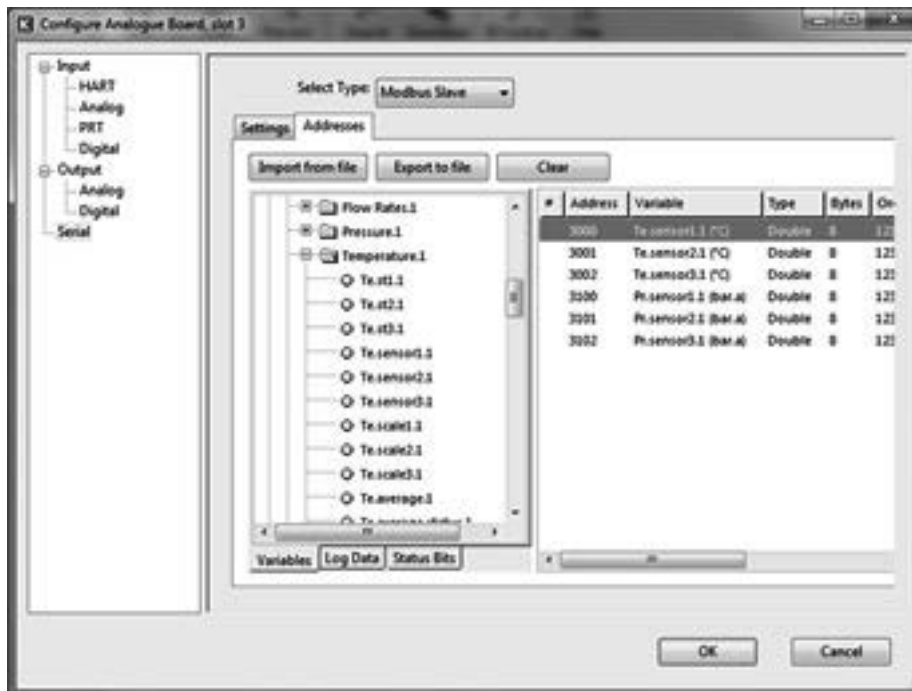 Configure Analogue Board, slot 3
Input
HART
Analog
PRT
Digital
Output
Analog
Digital
Serial
Select Type: Modbus Slave
Settings Addresses
Import from file Export to file Clear
Flow Rates.1
Pressure.1
Temperature.1
Te.st1.1
Te.st2.1
Te.st3.1
Te.sensor1.1
Te.sensor2.1
Te.sensor3.1
Te.scale1.1
Te.scale2.1
Te.scale3.1
Te.average.1
Variables Log Data Status Bits
Address Variable Type Bytes
3000 Te.sensor1.1 (°C) Double 8 123
3001 Te.sensor2.1 (°C) Double 8 123
3002 Te.sensor3.1 (°C) Double 8 123
3100 Pr.sensor1.1 (bar.a) Double 8 123
3101 Pr.sensor2.1 (bar.a) Double 8 123
3102 Pr.sensor3.1 (bar.a) Double 8 123
OK Cancel